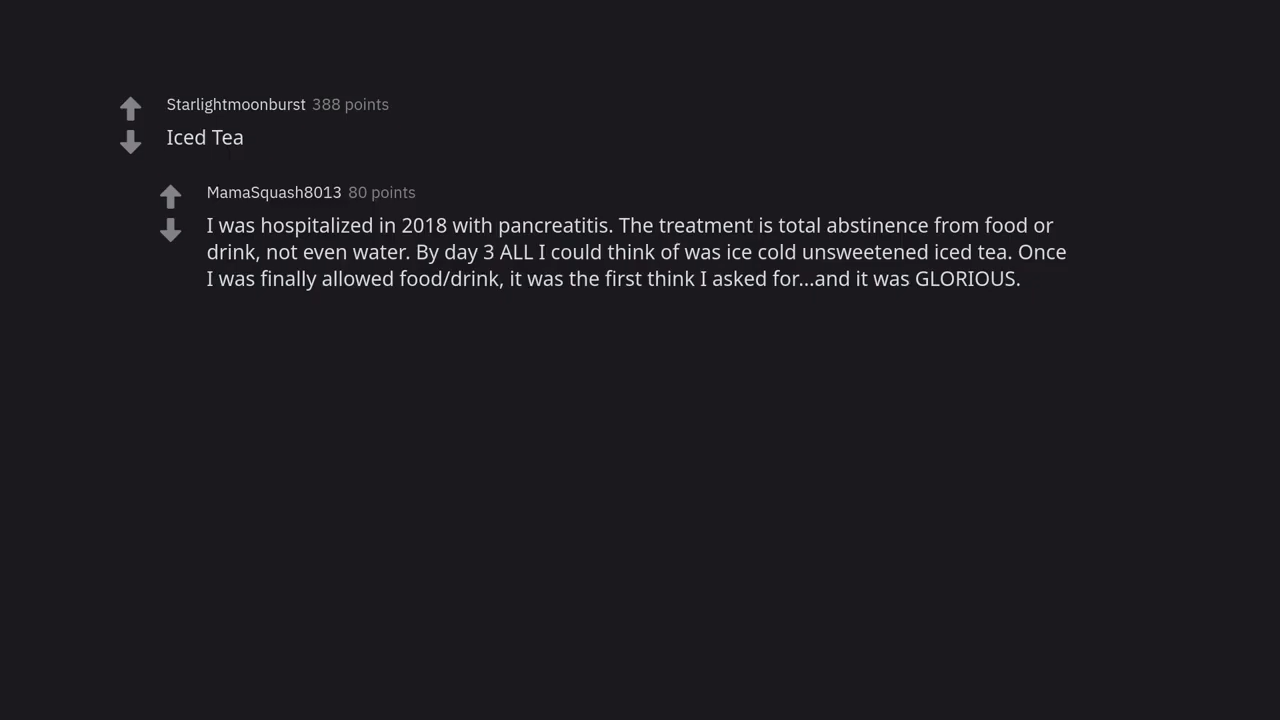 Starlightmoonburst 388 points
Iced Tea
MamaSquash8013 80 points
I was hospitalized in 2018 with pancreatitis. The treatment is total abstinence from food or
drink, not even water. By day 3 ALL I could think of was ice cold unsweetened iced tea. Once
I was finally allowed food/drink, it was the first think I asked for...and it was GLORIOUS.